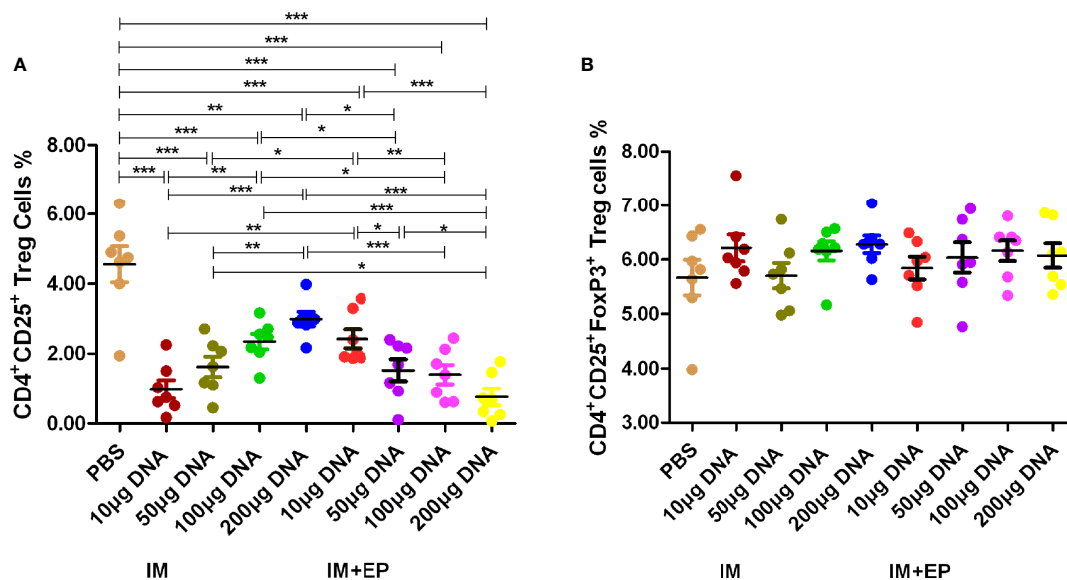 A
***
***
***
*** ***
** *
*** *
*** * **
*** ** *
*** ***
***
** * *
** ***
*
CD4+CD25+ Treg Cells %
8.00
6.00
4.00
2.00
0.00
PBS
10µg DNA
50µg DNA
100µg DNA
200µg DNA
10µg DNA
50µg DNA
100µg DNA
200µg DNA
IM
IM+EP
B
CD4+CD25+FoxP3+ Treg cells %
8.00
7.00
6.00
5.00
4.00
3.00
PBS
10µg DNA
50µg DNA
100µg DNA
200µg DNA
10µg DNA
50µg DNA
100µg DNA
200µg DNA
IM
IM+EP